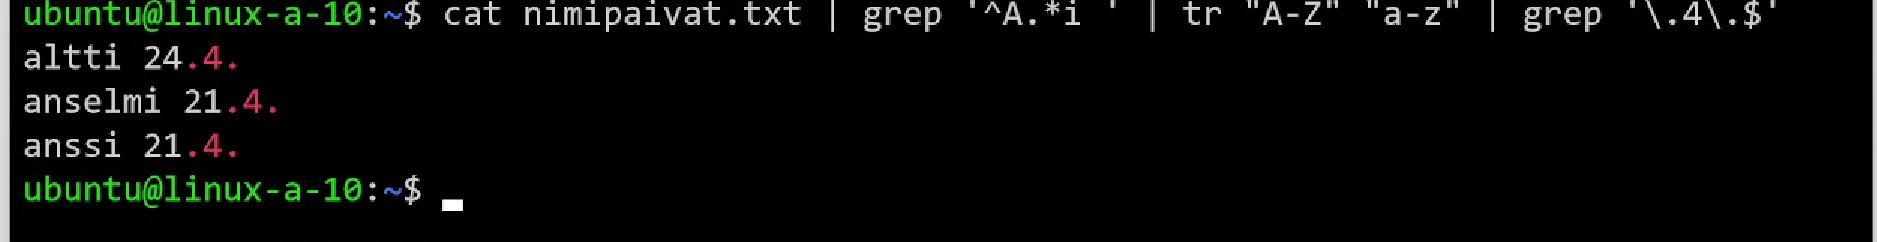 ubuntu@linux-a-10:~$ cat nimipaivat.txt | grep '^A.*i ' | tr "A-Z" "a-z" | grep '\.4\.$'
altti 24.4.
anselmi 21.4.
anssi 21.4.
ubuntu@linux-a-10:~$